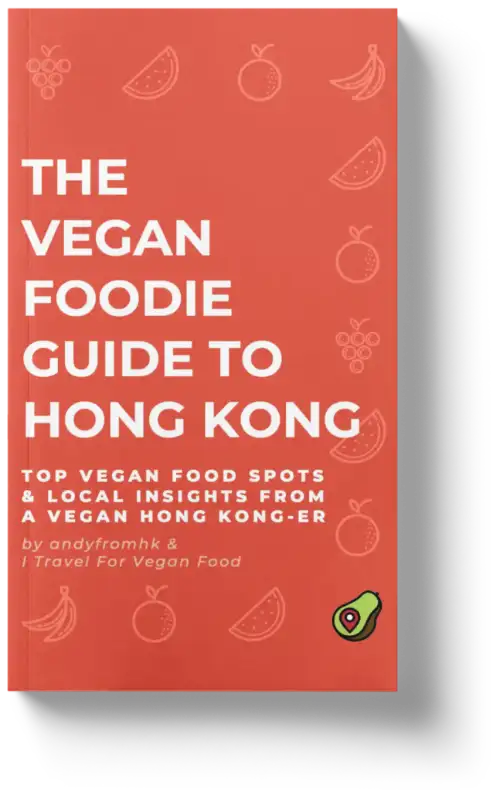 THE
VEGAN
FOODIE
GUIDE TO
HONG KONG
TOP VEGAN FOOD SPOTS
& LOCAL INSIGHTS FROM
A VEGAN HONG KONG-ER
by andyfromhk &
I Travel For Vegan Food